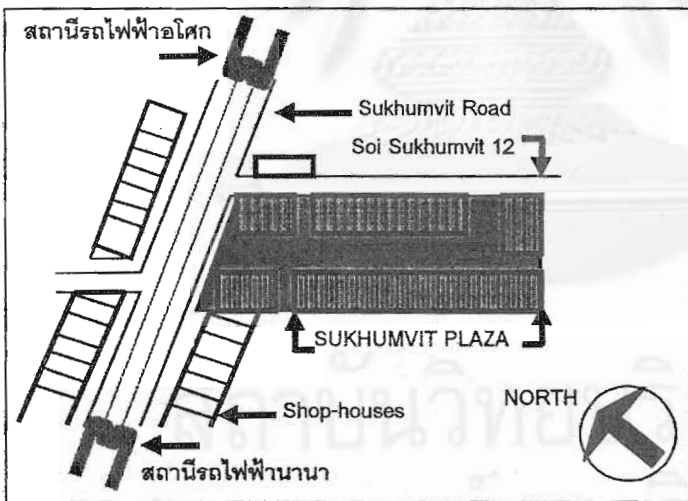 สถานีรถไฟฟ้าอโศก
Sukhumvit Road
Soi Sukhumvit 12
SUKHUMVIT PLAZA
NORTH
Shop-houses
สถานีรถไฟฟ้านานา